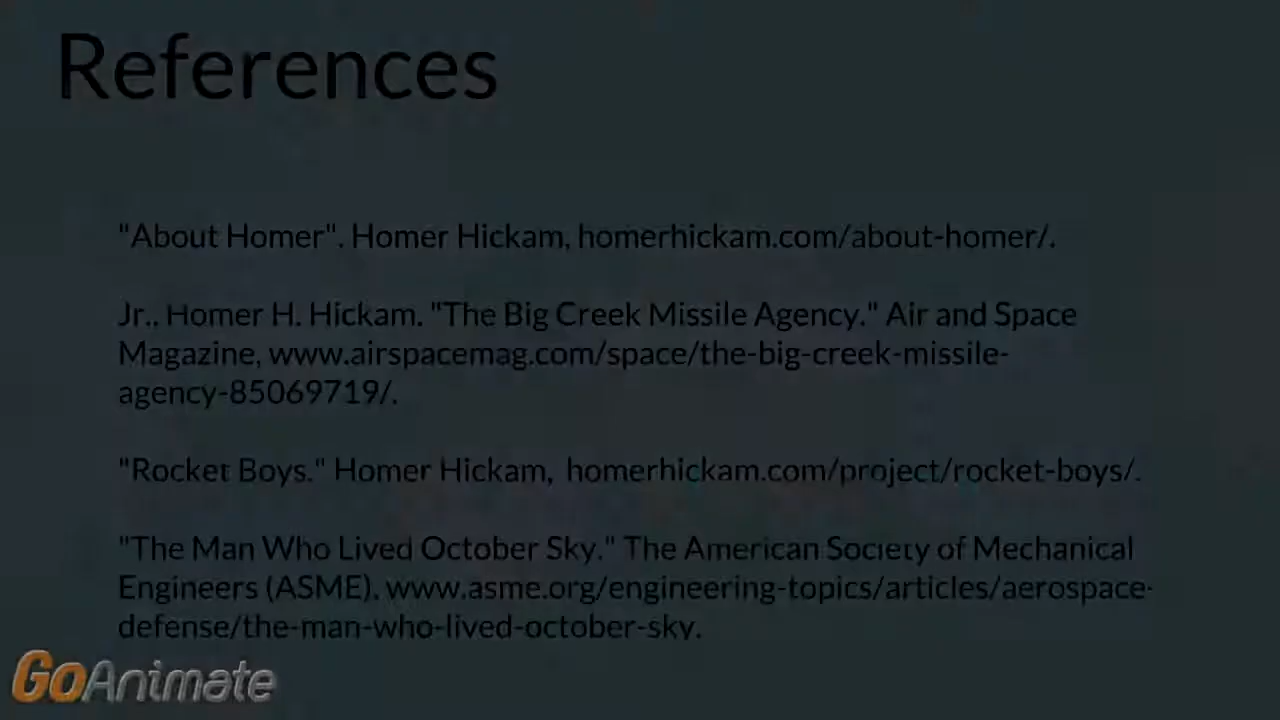 References
"About Homer". Homer Hickam, homerhickam.com/about-homer/.
Jr., Homer H. Hickam. "The Big Creek Missile Agency." Air and Space
Magazine, www.airspacemag.com/space/the-big-creek-missile-
agency-85069719/.
"Rocket Boys." Homer Hickam, homerhickam.com/project/rocket-boys/.
"The Man Who Lived October Sky." The American Society of Mechanical
Engineers (ASME), www.asme.org/engineering-topics/articles/aerospace-
defense/the-man-who-lived-october-sky.
GoAnimate